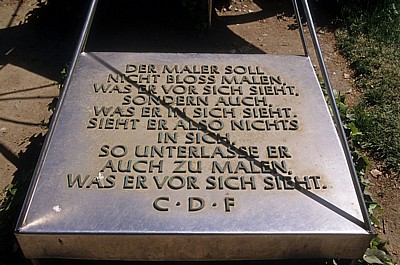 DER MALER SOLL
NICHT BLOSS MALEN,
WAS ER VOR SICH SIEHT,
SONDERN AUCH,
WAS ER IN SICH SIEHT.
SIEHT ER ALSO NICHTS
IN SICH,
SO UNTERLASSE ER
AUCH ZU MALEN,
WAS ER VOR SICH SIEHT.
C·D·F